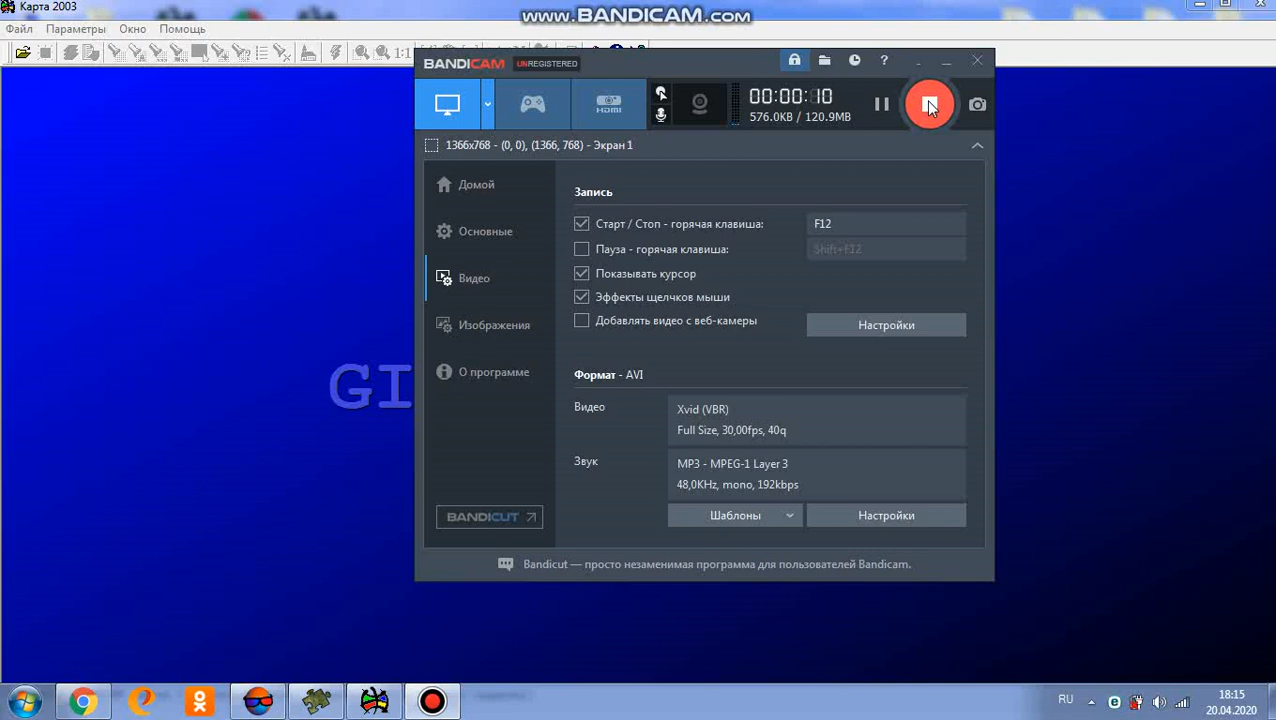 Карта 2003
www.BANDICAM.com
Файл Параметры Окно Помощь
1:1
BANDICAM UNREGISTERED
HDMI
00:00:10
576.0KB / 120.9MB
1366x768 - (0, 0), (1366, 768) - Экран 1
Домой
Основные
Видео
Изображения
О программе
BANDICUT
Запись
Старт / Стоп - горячая клавиша: F12
Пауза - горячая клавиша: Shift+F12
Показывать курсор
Эффекты щелчков мыши
Добавлять видео с веб-камеры Настройки
Формат - AVI
Видео Xvid (VBR)
Full Size, 30,00fps, 40q
Звук MP3 - MPEG-1 Layer 3
48,0KHz, mono, 192kbps
Шаблоны Настройки
Bandicut — просто незаменимая программа для пользователей Bandicam.
GI
RU
18:15
20.04.2020